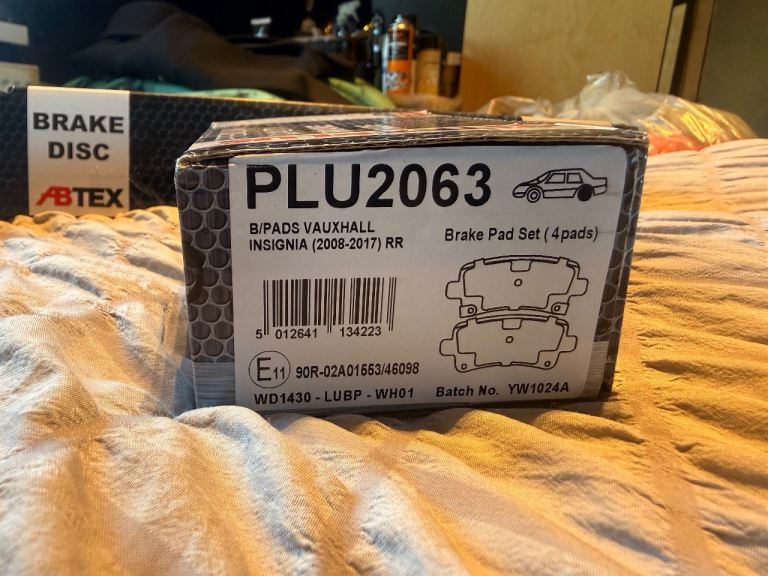 BRAKE
DISC
ABTEX
PLU2063
B/PADS VAUXHALL
INSIGNIA (2008-2017) RR
Brake Pad Set ( 4pads)
5 012641 134223
E11 90R-02A01553/46098
WD1430 - LUBP - WH01 Batch No. YW1024A